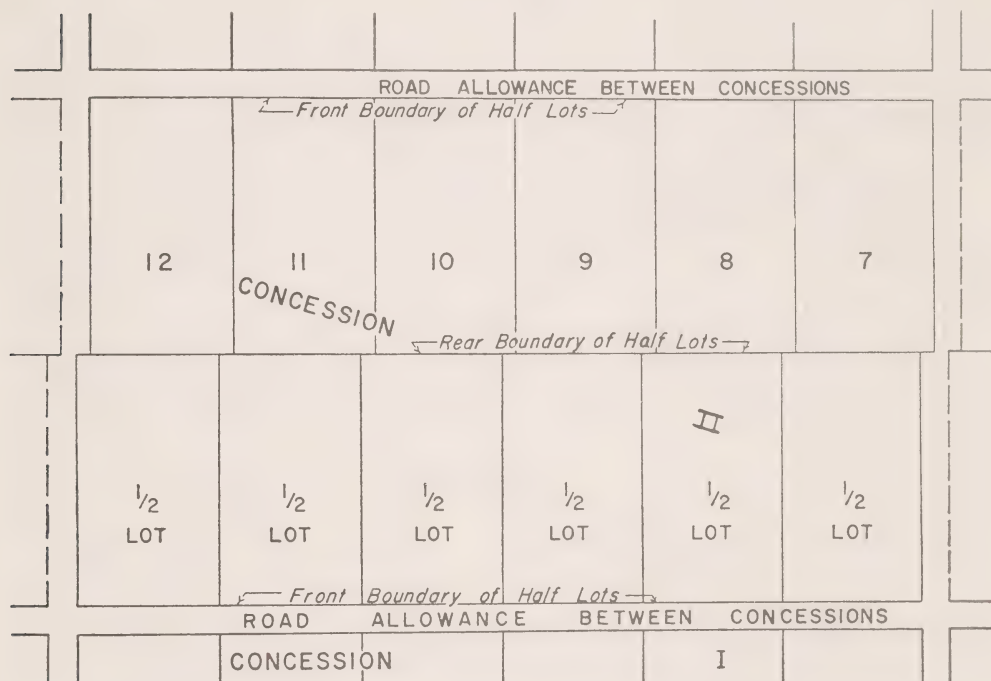 ROAD ALLOWANCE BETWEEN CONCESSIONS
Front Boundary of Half Lots
12 11 10 9 8 7
CONCESSION
Rear Boundary of Half Lots
II
1/2 1/2 1/2 1/2 1/2 1/2
LOT LOT LOT LOT LOT LOT
Front Boundary of Half Lots
ROAD ALLOWANCE BETWEEN CONCESSIONS
CONCESSION I